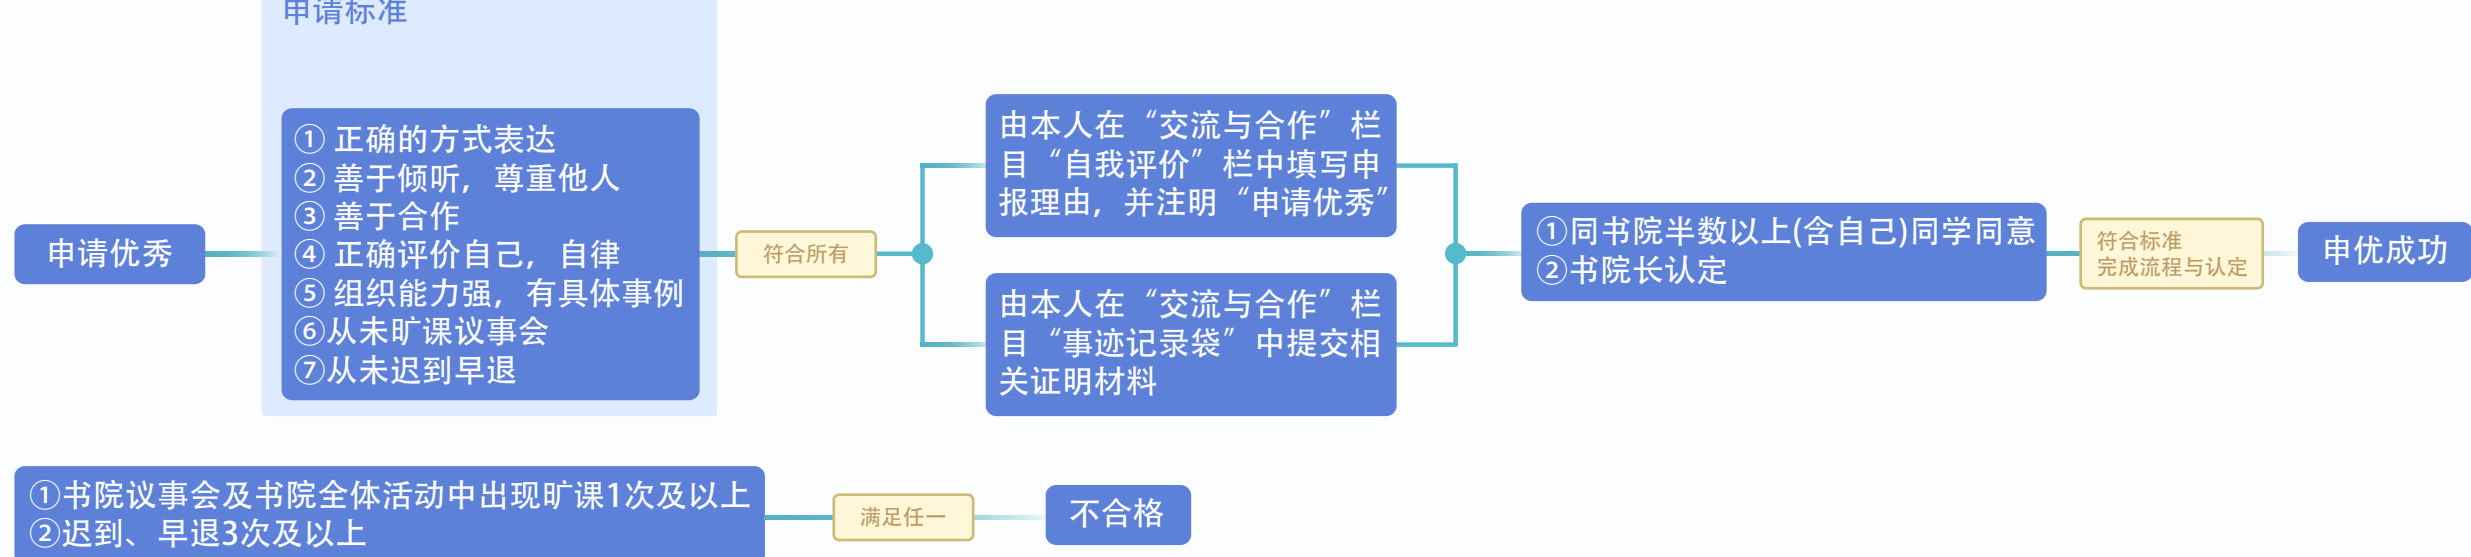 申请标准
申请优秀
① 正确的方式表达
② 善于倾听，尊重他人
③ 善于合作
④ 正确评价自己，自律
⑤ 组织能力强，有具体事例
⑥从未旷课议事会
⑦从未迟到早退
符合所有
由本人在“交流与合作”栏
目“自我评价”栏中填写申
报理由，并注明“申请优秀”
由本人在“交流与合作”栏
目“事迹记录袋”中提交相
关证明材料
①同书院半数以上(含自己)同学同意
②书院长认定
符合标准
完成流程与认定
申优成功
①书院议事会及书院全体活动中出现旷课1次及以上
②迟到、早退3次及以上
满足任一
不合格